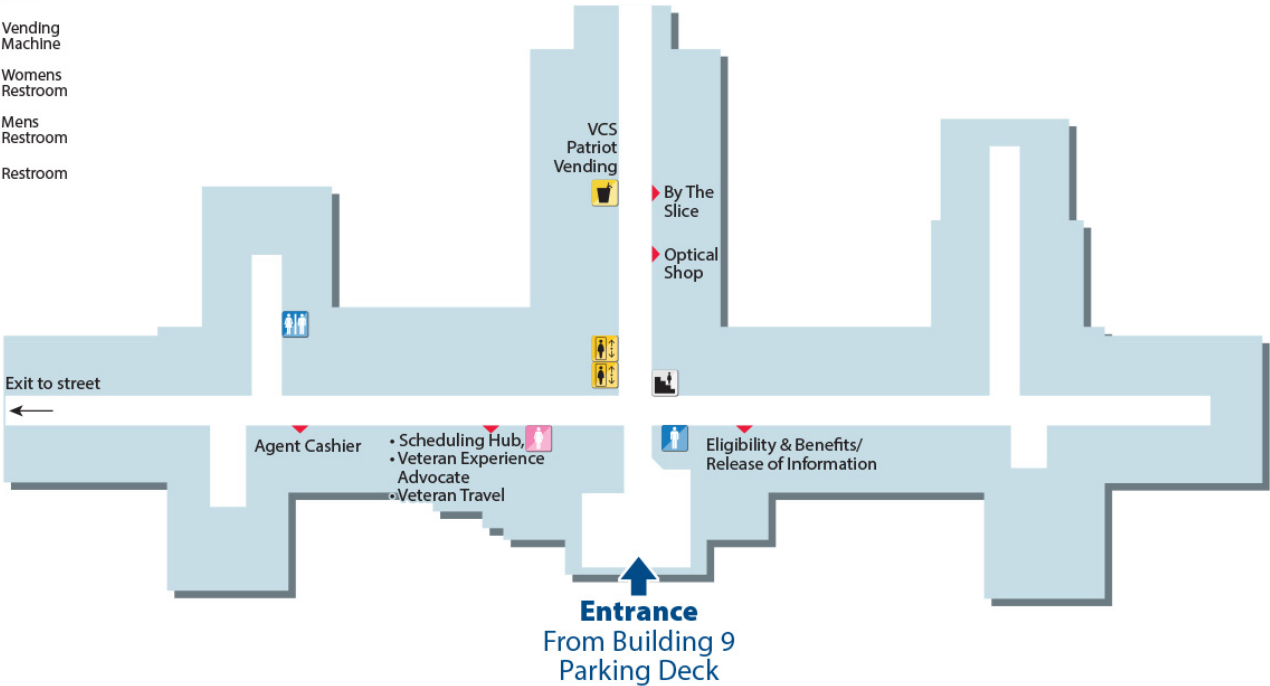 Vending
Machine
Womens
Restroom
Mens
Restroom
Restroom
VCS
Patriot
Vending
By The
Slice
Optical
Shop
Exit to street
Agent Cashier
• Scheduling Hub,
• Veteran Experience
Advocate
• Veteran Travel
Eligibility & Benefits/
Release of Information
Entrance
From Building 9
Parking Deck